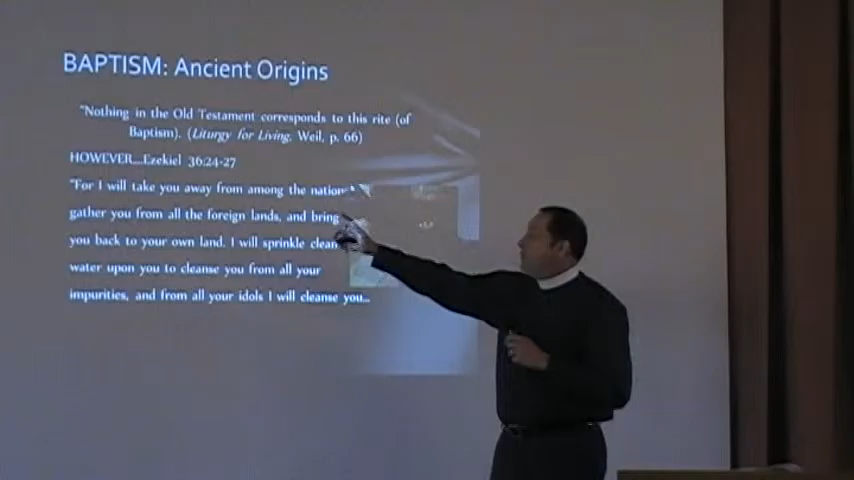 BAPTISM: Ancient Origins
"Nothing in the Old Testament corresponds to this rite (of
Baptism). (Liturgy for Living, Weil, p. 66)
HOWEVER....Ezekiel 36:24-27
"For I will take you away from among the nation
gather you from all the foreign lands, and bring
you back to your own land. I will sprinkle clean
water upon you to cleanse you from all your
impurities, and from all your idols I will cleanse you...